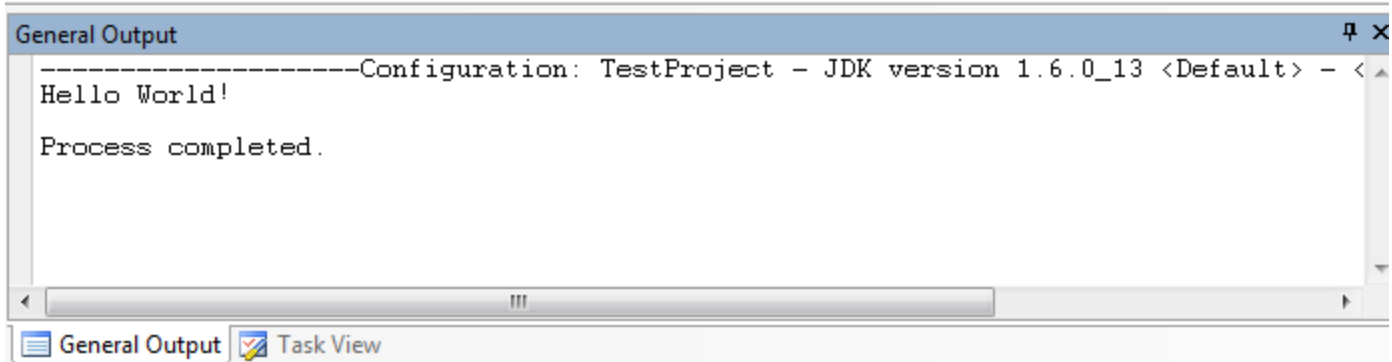 General Output
--------------------Configuration: TestProject - JDK version 1.6.0_13 <Default> - <
Hello World!
Process completed.
General Output Task View